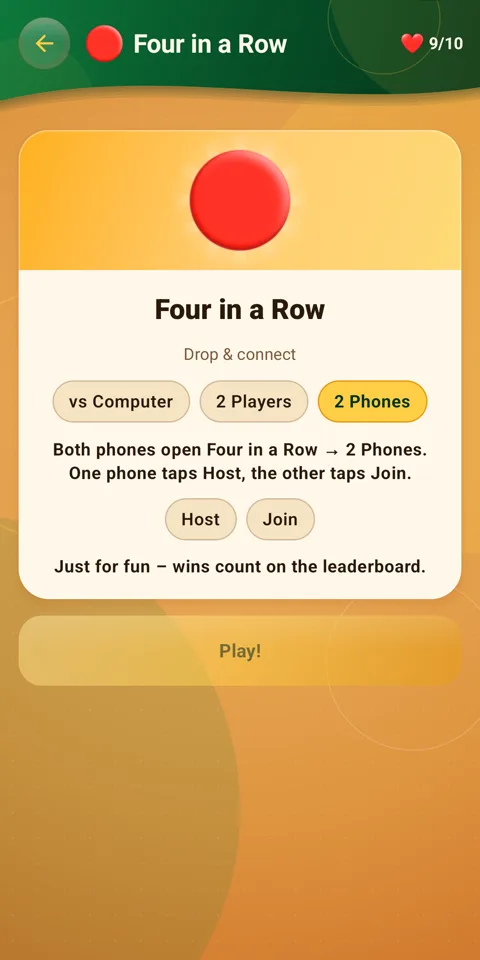 Four in a Row
9/10
Four in a Row
Drop & connect
vs Computer
2 Players
2 Phones
Both phones open Four in a Row → 2 Phones.
One phone taps Host, the other taps Join.
Host
Join
Just for fun – wins count on the leaderboard.
Play!